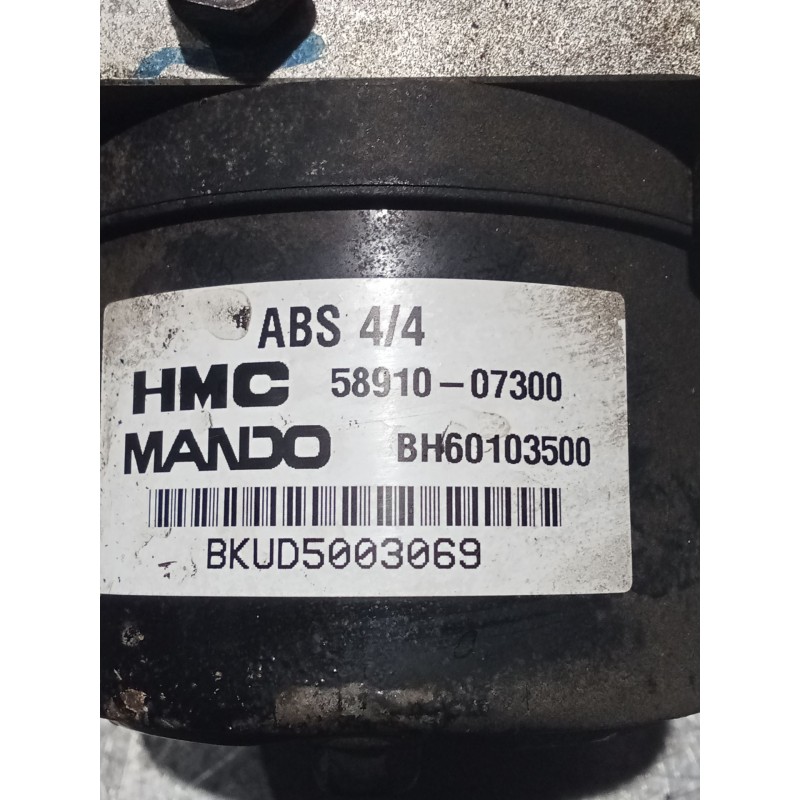 ABS 4/4
HMC 58910-07300
MANDO BH60103500
BKUD5003069